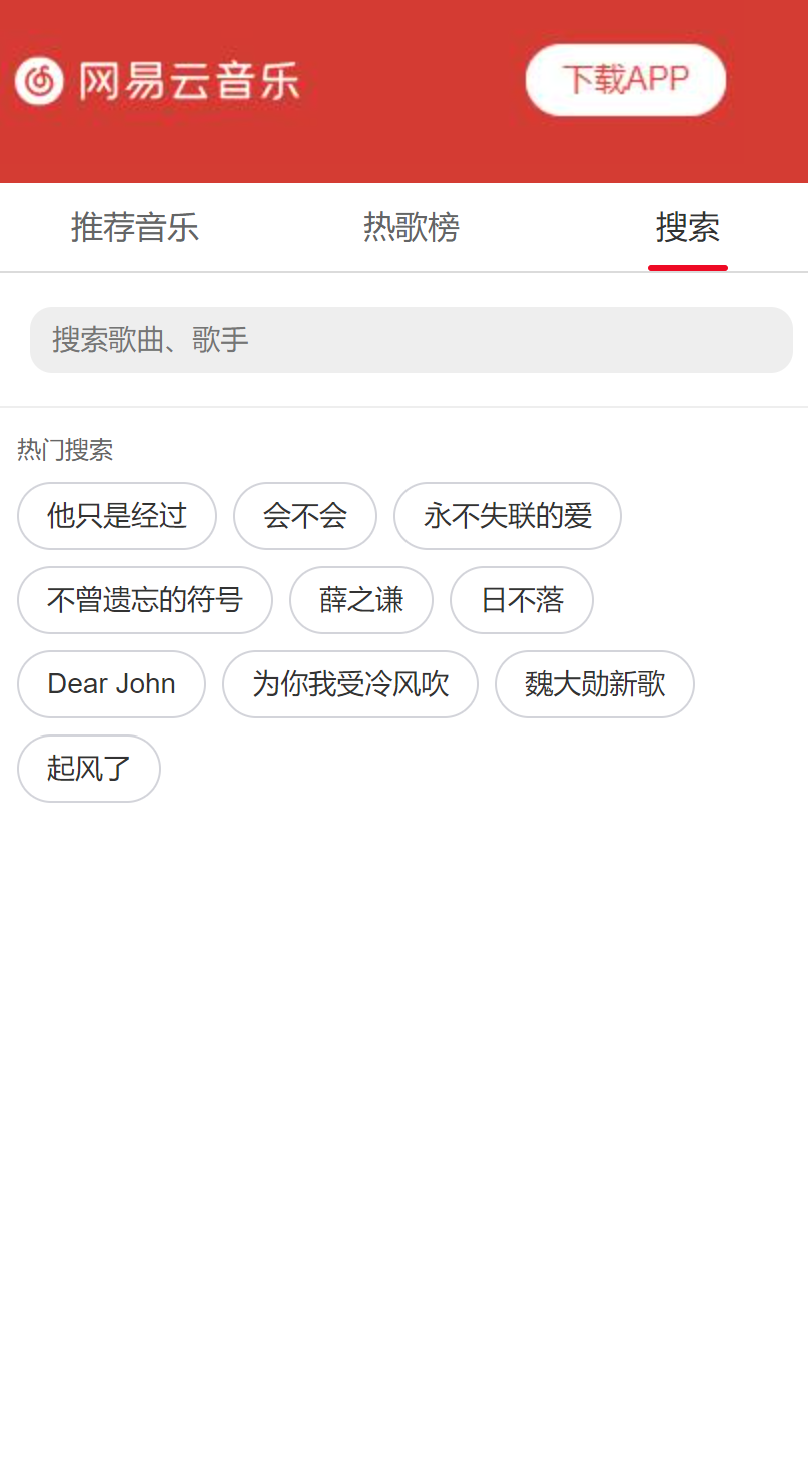 网易云音乐 下载APP
推荐音乐 热歌榜 搜索
搜索歌曲、歌手
热门搜索
他只是经过 会不会 永不失联的爱
不曾遗忘的符号 薛之谦 日不落
Dear John 为你我受冷风吹 魏大勋新歌
起风了